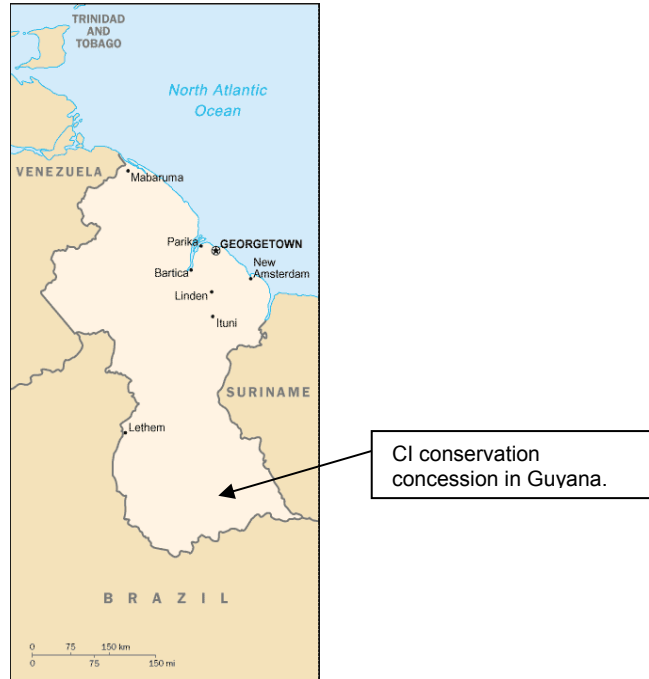 TRINIDAD
AND
TOBAGO
North Atlantic
Ocean
VENEZUELA
Mabaruma
Parika
GEORGETOWN
Bartica
New
Amsterdam
Linden
Ituni
SURINAME
Lethem
CI conservation
concession in Guyana.
BRAZIL
0 75 150 km
0 75 150 mi